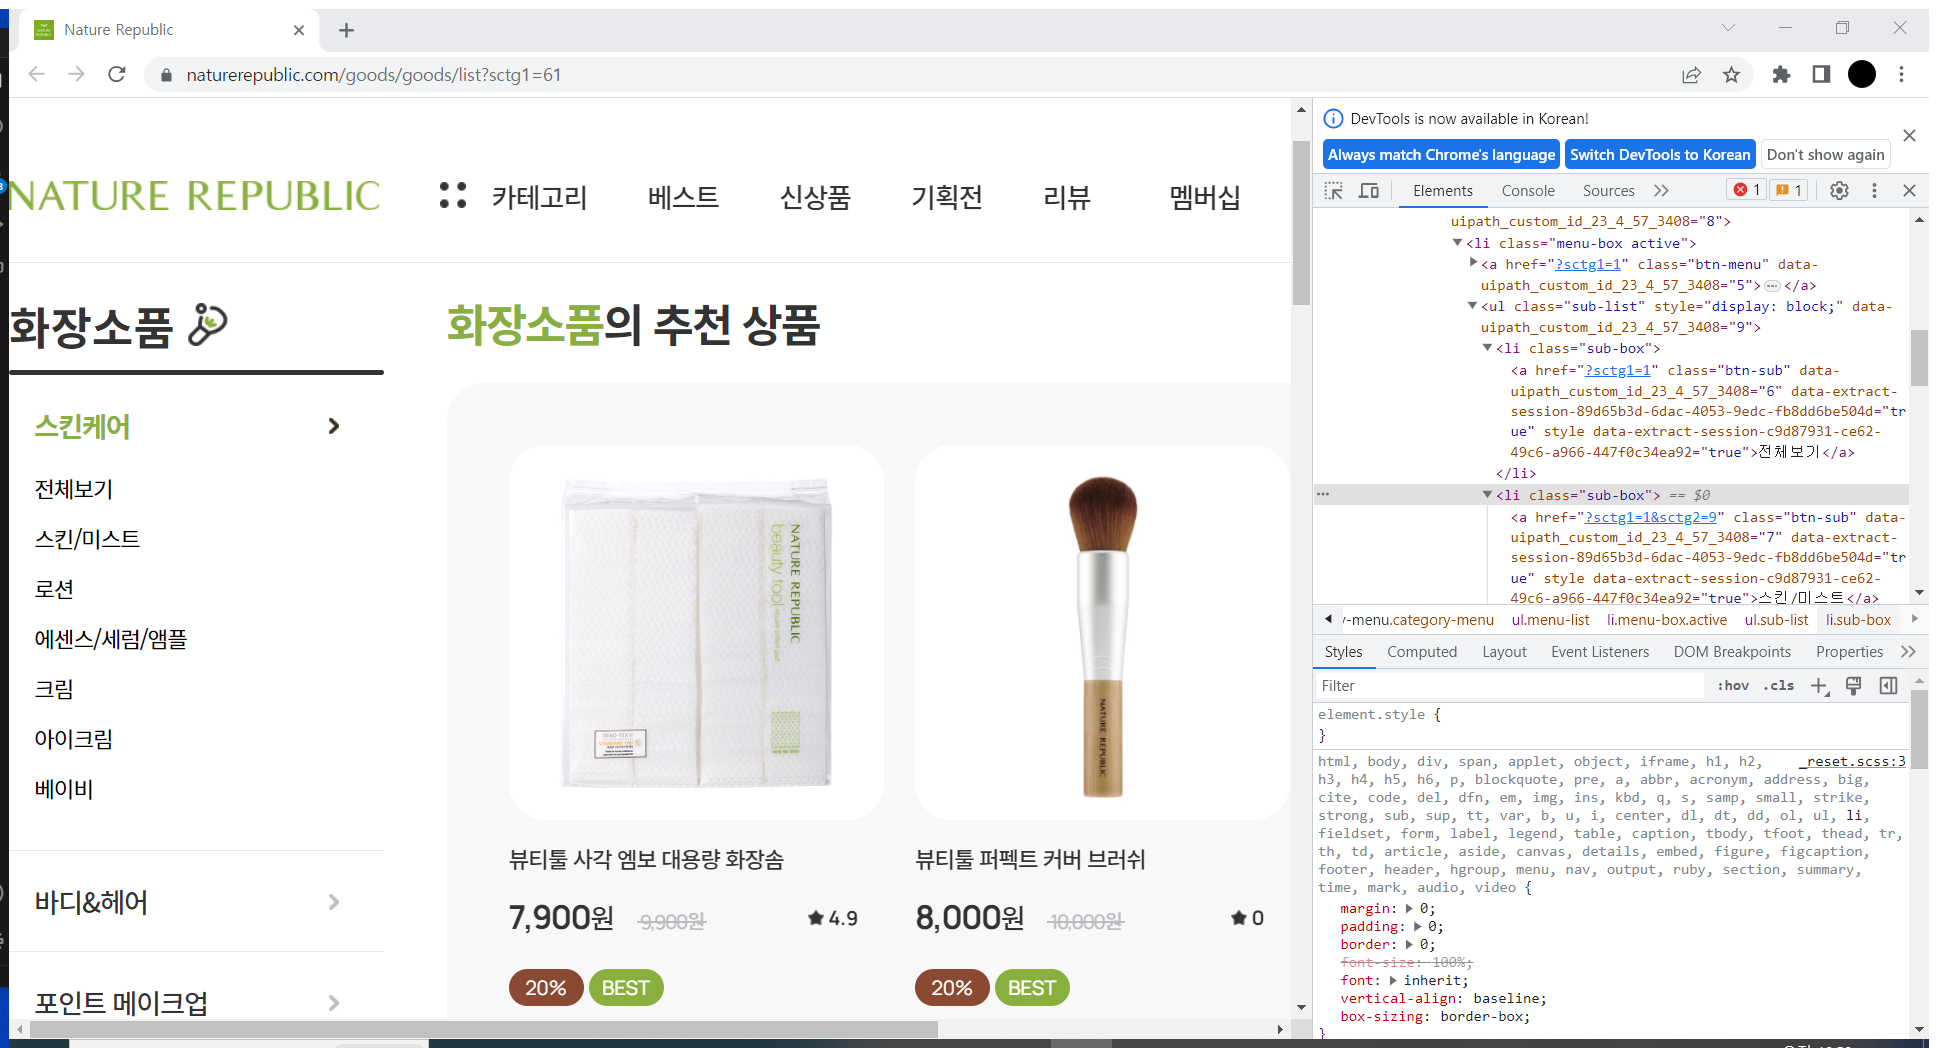 Nature Republic
naturerepublic.com/goods/goods/list?sctg1=61
NATURE REPUBLIC
카테고리
베스트
신상품
기획전
리뷰
멤버십
화장소품
스킨케어
전체보기
스킨/미스트
로션
에센스/세럼/앰플
크림
아이크림
베이비
바디&헤어
포인트 메이크업
화장소품의 추천 상품
NATURE REPUBLIC
beauty tool
뷰티툴 사각 엠보 대용량 화장솜
7,900원 9,900원 4.9
20% BEST
NATURE REPUBLIC
뷰티툴 퍼펙트 커버 브러쉬
8,000원 10,000원 0
20% BEST
DevTools is now available in Korean!
Always match Chrome's language
Switch DevTools to Korean
Don't show again
Elements Console Sources 1 1
uipath_custom_id_23_4_57_3408="8">
<li class="menu-box active">
<a href="?sctg1=1" class="btn-menu" data-
uipath_custom_id_23_4_57_3408="5">…</a>
<ul class="sub-list" style="display: block;" data-
uipath_custom_id_23_4_57_3408="9">
<li class="sub-box">
<a href="?sctg1=1" class="btn-sub" data-
uipath_custom_id_23_4_57_3408="6" data-extract-
session-89d65b3d-6dac-4053-9edc-fb8dd6be504d="tr
ue" style data-extract-session-c9d87931-ce62-
49c6-a966-447f0c34ea92="true">전체보기</a>
</li>
<li class="sub-box"> == $0
<a href="?sctg1=1&sctg2=9" class="btn-sub" data-
uipath_custom_id_23_4_57_3408="7" data-extract-
session-89d65b3d-6dac-4053-9edc-fb8dd6be504d="tr
ue" style data-extract-session-c9d87931-ce62-
49c6-a966-447f0c34ea92="true">스킨/미스트</a>
-menu.category-menu ul.menu-list li.menu-box.active ul.sub-list li.sub-box
Styles Computed Layout Event Listeners DOM Breakpoints Properties
Filter :hov .cls
element.style {
}
html, body, div, span, applet, object, iframe, h1, h2, _reset.scss:3
h3, h4, h5, h6, p, blockquote, pre, a, abbr, acronym, address, big,
cite, code, del, dfn, em, img, ins, kbd, q, s, samp, small, strike,
strong, sub, sup, tt, var, b, u, i, center, dl, dt, dd, ol, ul, li,
fieldset, form, label, legend, table, caption, tbody, tfoot, thead, tr,
th, td, article, aside, canvas, details, embed, figure, figcaption,
footer, header, hgroup, menu, nav, output, ruby, section, summary,
time, mark, audio, video {
margin: 0;
padding: 0;
border: 0;
font-size: 100%;
font: inherit;
vertical-align: baseline;
box-sizing: border-box;
}